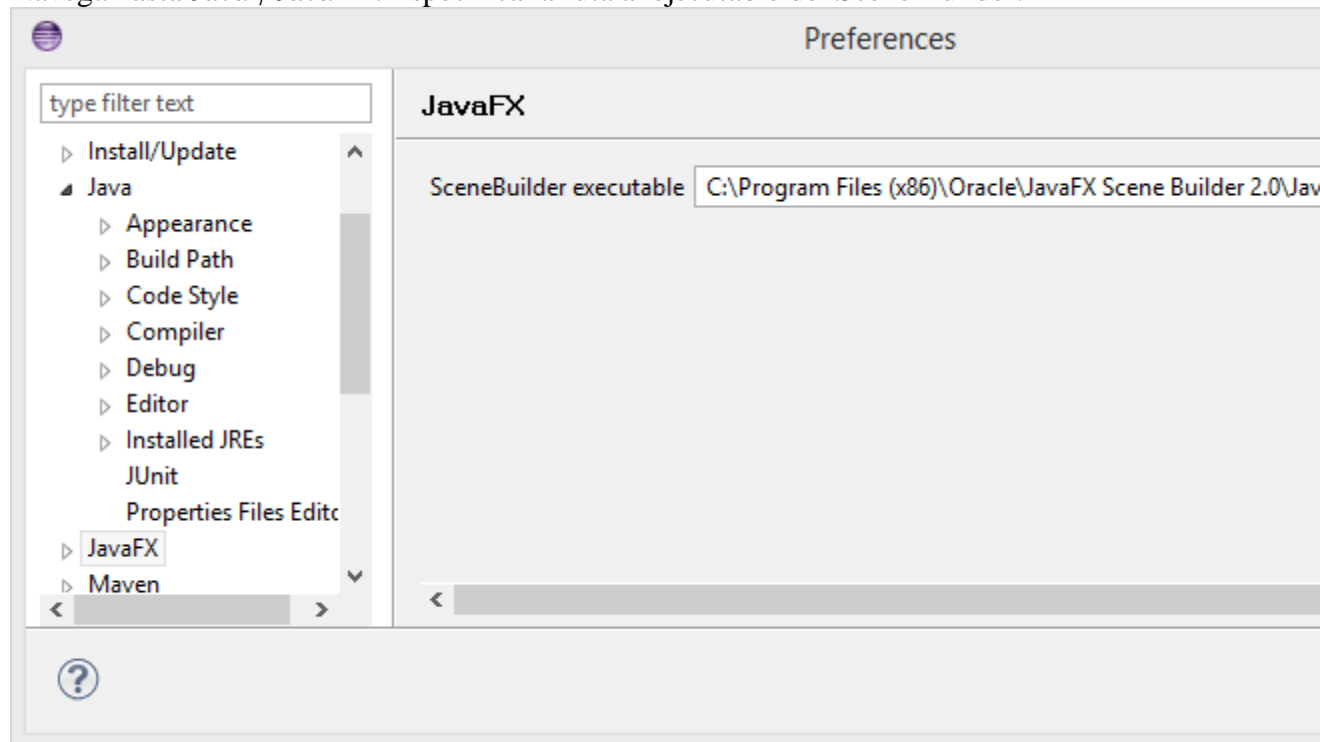 Preferences
type filter text
Install/Update
Java
Appearance
Build Path
Code Style
Compiler
Debug
Editor
Installed JREs
JUnit
Properties Files Edito
JavaFX
Maven
JavaFX
SceneBuilder executable C:\Program Files (x86)\Oracle\JavaFX Scene Builder 2.0\Jav
?